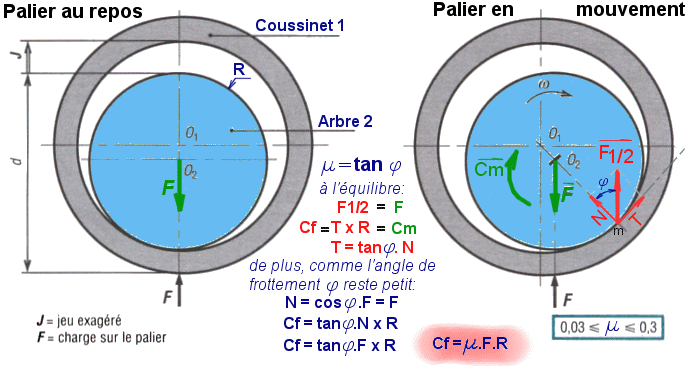 Palier au repos
Palier en mouvement
Coussinet 1
J
R
ω
Arbre 2
O1
O1
d
μ = tan φ
F1/2
O2
O2
Cm
à l'équilibre:
φ
F
F
F1/2 = F
N
T
Cf = T x R = Cm
m
T = tanφ. N
de plus, comme l'angle de
frottement φ reste petit:
F
F
N = cosφ.F = F
J = jeu exagéré
Cf = tanφ.N x R
0,03 ≤ μ ≤ 0,3
F = charge sur le palier
Cf = tanφ.F x R
Cf = μ.F.R